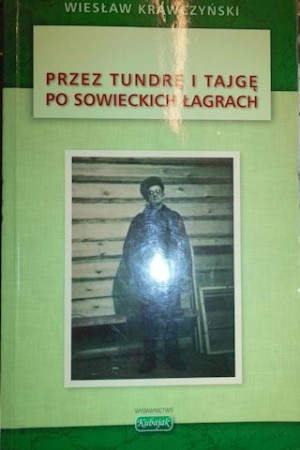 WIESŁAW KRAWCZYŃSKI
PRZEZ TUNDRĘ I TAJGĘ
PO SOWIECKICH ŁAGRACH
WYDAWNICTWO
Kubajak